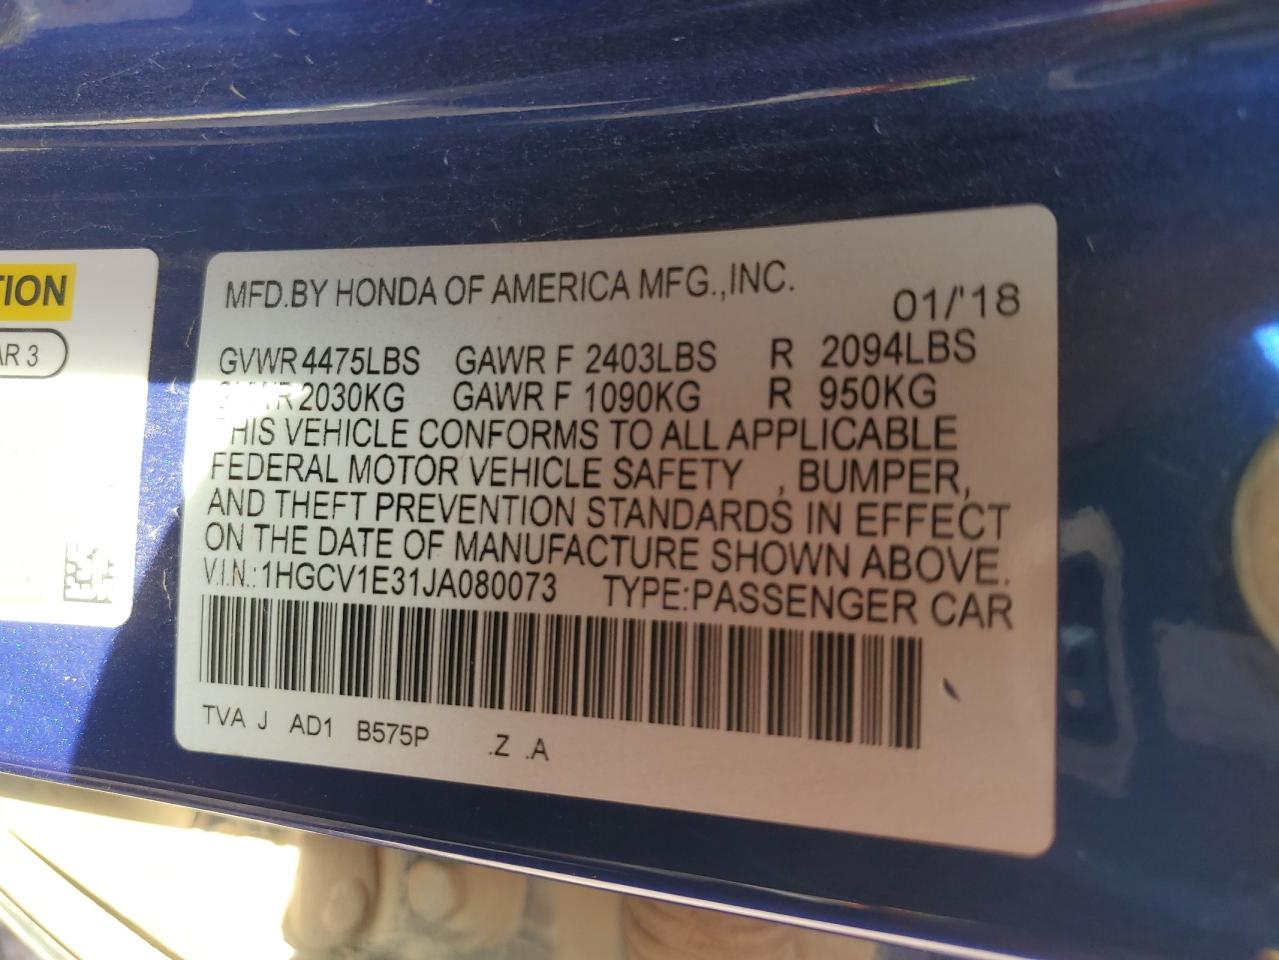 TION
AR 3
MFD.BY HONDA OF AMERICA MFG.,INC.
01/'18
GVWR 4475LBS GAWR F 2403LBS R 2094LBS
GVWR 2030KG GAWR F 1090KG R 950KG
THIS VEHICLE CONFORMS TO ALL APPLICABLE
FEDERAL MOTOR VEHICLE SAFETY , BUMPER,
AND THEFT PREVENTION STANDARDS IN EFFECT
ON THE DATE OF MANUFACTURE SHOWN ABOVE.
V.I.N.:1HGCV1E31JA080073 TYPE:PASSENGER CAR
TVA J AD1 B575P .Z .A